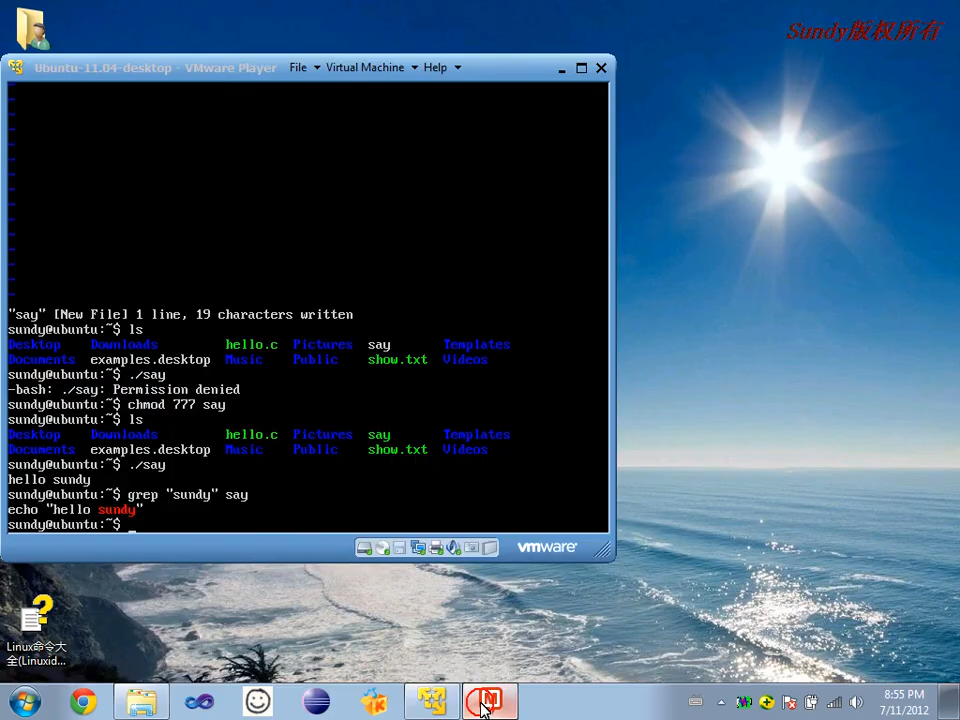 Sundy版权所有
Ubuntu-11.04-desktop - VMware Player File Virtual Machine Help
"say" [New File] 1 line, 19 characters written
sundy@ubuntu:~$ ls
Desktop Downloads hello.c Pictures say Templates
Documents examples.desktop Music Public show.txt Videos
sundy@ubuntu:~$ ./say
-bash: ./say: Permission denied
sundy@ubuntu:~$ chmod 777 say
sundy@ubuntu:~$ ls
Desktop Downloads hello.c Pictures say Templates
Documents examples.desktop Music Public show.txt Videos
sundy@ubuntu:~$ ./say
hello sundy
sundy@ubuntu:~$ grep "sundy" say
echo "hello sundy"
sundy@ubuntu:~$ _
vmware
Linux命令大
全(Linuxid...
8:55 PM
7/11/2012